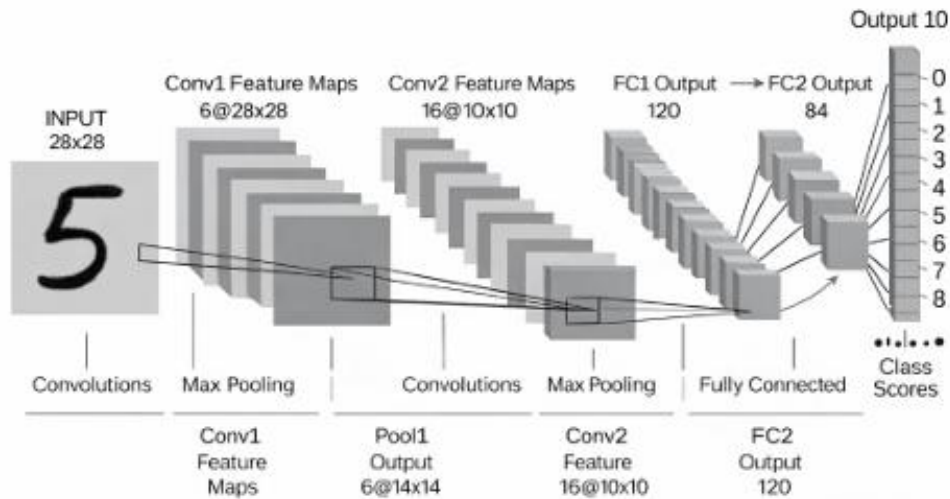 Output 10
Conv1 Feature Maps
6@28x28
Conv2 Feature Maps
16@10x10
FC1 Output
120
FC2 Output
84
INPUT
28x28
5
0
1
2
3
4
5
6
7
8
Convolutions
Max Pooling
Convolutions
Max Pooling
Fully Connected
Class
Scores
Conv1
Feature
Maps
Pool1
Output
6@14x14
Conv2
Feature
16@10x10
FC2
Output
120